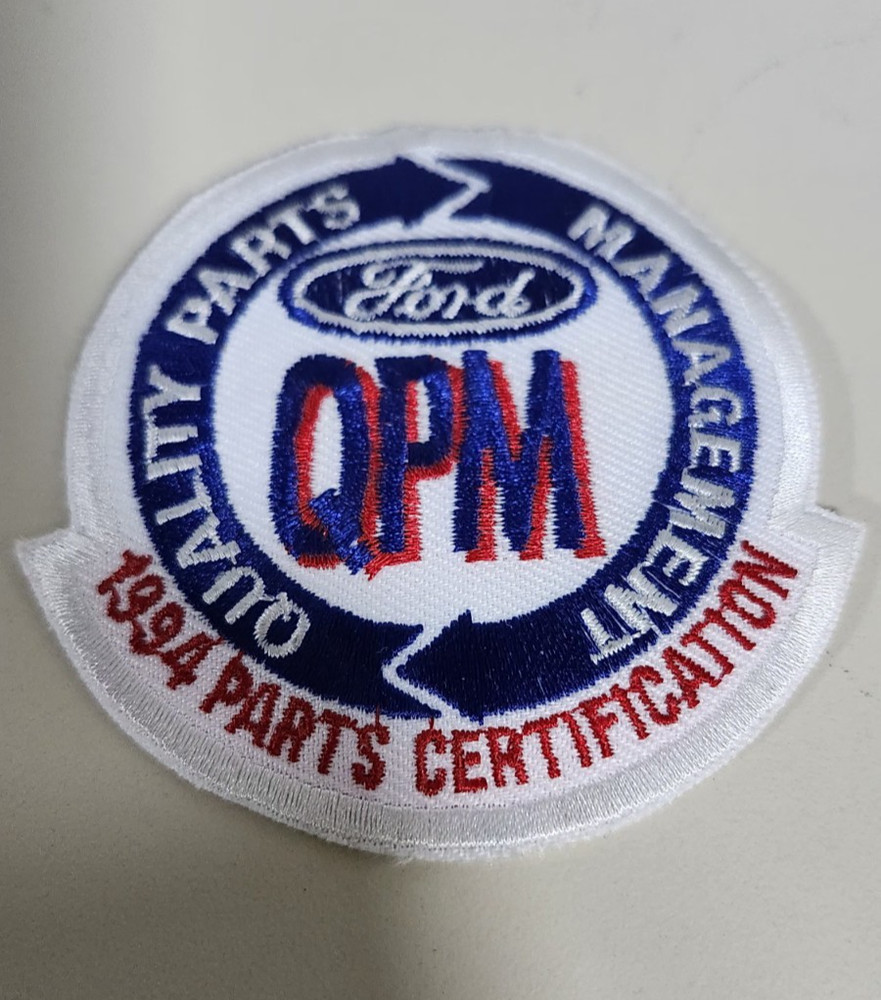 QUALITY PARTS
MANAGEMENT
Ford
QPM
1994 PARTS CERTIFICATION